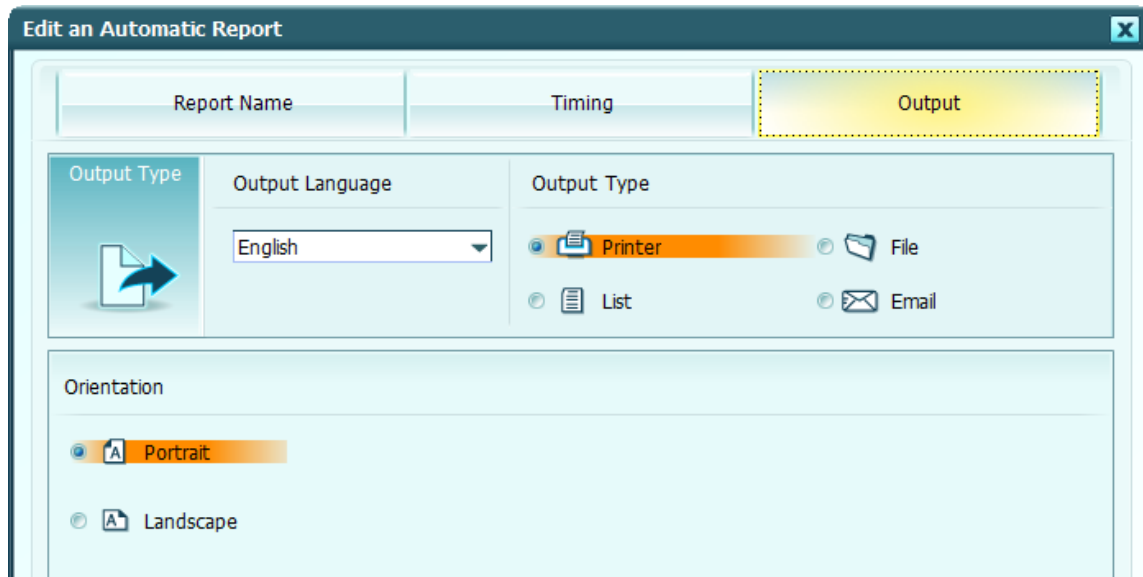 Edit an Automatic Report
Report Name
Timing
Output
Output Type
Output Language
Output Type
English
Printer
File
List
Email
Orientation
Portrait
Landscape